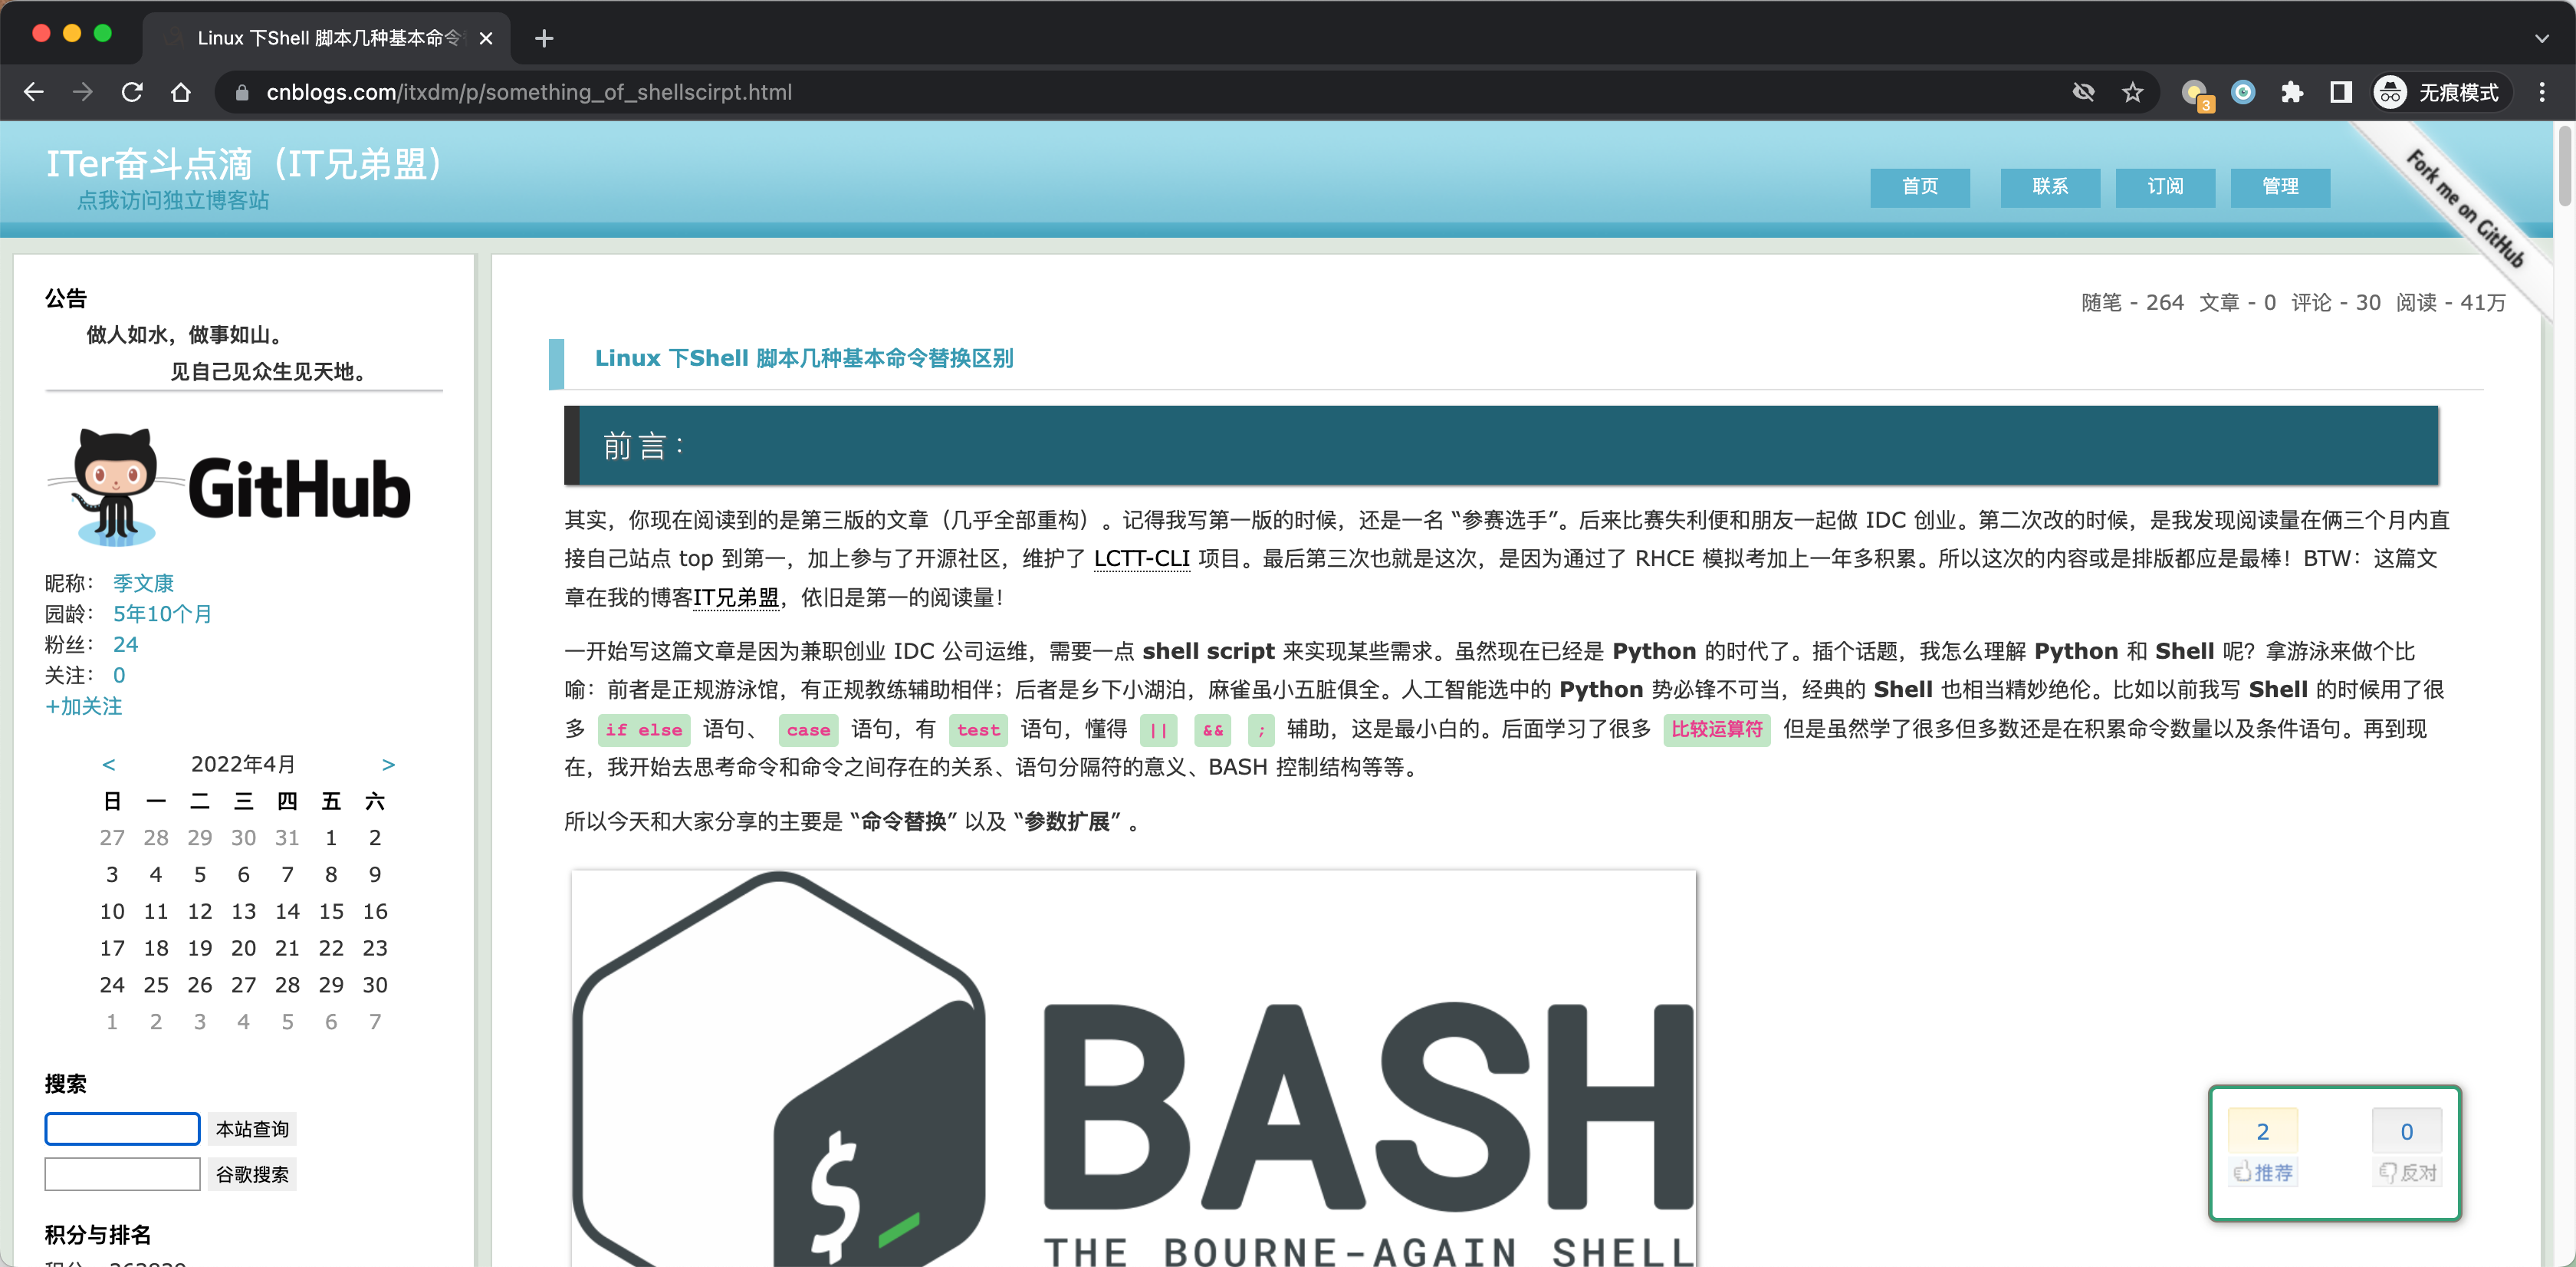 Linux 下Shell 脚本几种基本命令
3
cnblogs.com/itxdm/p/something_of_shellscirpt.html
无痕模式
ITer奋斗点滴（IT兄弟盟）
点我访问独立博客站
首页
联系
订阅
管理
Fork me on GitHub
公告
做人如水，做事如山。
见自己见众生见天地。
GitHub
昵称： 季文康
园龄： 5年10个月
粉丝： 24
关注： 0
+加关注
< 2022年4月 >
日 一 二 三 四 五 六
27 28 29 30 31 1 2
3 4 5 6 7 8 9
10 11 12 13 14 15 16
17 18 19 20 21 22 23
24 25 26 27 28 29 30
1 2 3 4 5 6 7
搜索
本站查询
谷歌搜索
积分与排名
随笔 - 264 文章 - 0 评论 - 30 阅读 - 41万
Linux 下Shell 脚本几种基本命令替换区别
前言：
其实，你现在阅读到的是第三版的文章（几乎全部重构）。记得我写第一版的时候，还是一名 “参赛选手”。后来比赛失利便和朋友一起做 IDC 创业。第二次改的时候，是我发现阅读量在俩三个月内直
接自己站点 top 到第一，加上参与了开源社区，维护了 LCTT-CLI 项目。最后第三次也就是这次，是因为通过了 RHCE 模拟考加上一年多积累。所以这次的内容或是排版都应是最棒！BTW：这篇文
章在我的博客IT兄弟盟，依旧是第一的阅读量！
一开始写这篇文章是因为兼职创业 IDC 公司运维，需要一点 shell script 来实现某些需求。虽然现在已经是 Python 的时代了。插个话题，我怎么理解 Python 和 Shell 呢？拿游泳来做个比
喻：前者是正规游泳馆，有正规教练辅助相伴；后者是乡下小湖泊，麻雀虽小五脏俱全。人工智能选中的 Python 势必锋不可当，经典的 Shell 也相当精妙绝伦。比如以前我写 Shell 的时候用了很
多 if else 语句、 case 语句，有 test 语句，懂得 || && ; 辅助，这是最小白的。后面学习了很多 比较运算符 但是虽然学了很多但多数还是在积累命令数量以及条件语句。再到现
在，我开始去思考命令和命令之间存在的关系、语句分隔符的意义、BASH 控制结构等等。
所以今天和大家分享的主要是 “命令替换” 以及 “参数扩展” 。
$
BASH
THE BOURNE-AGAIN SHELL
2 0
推荐 反对